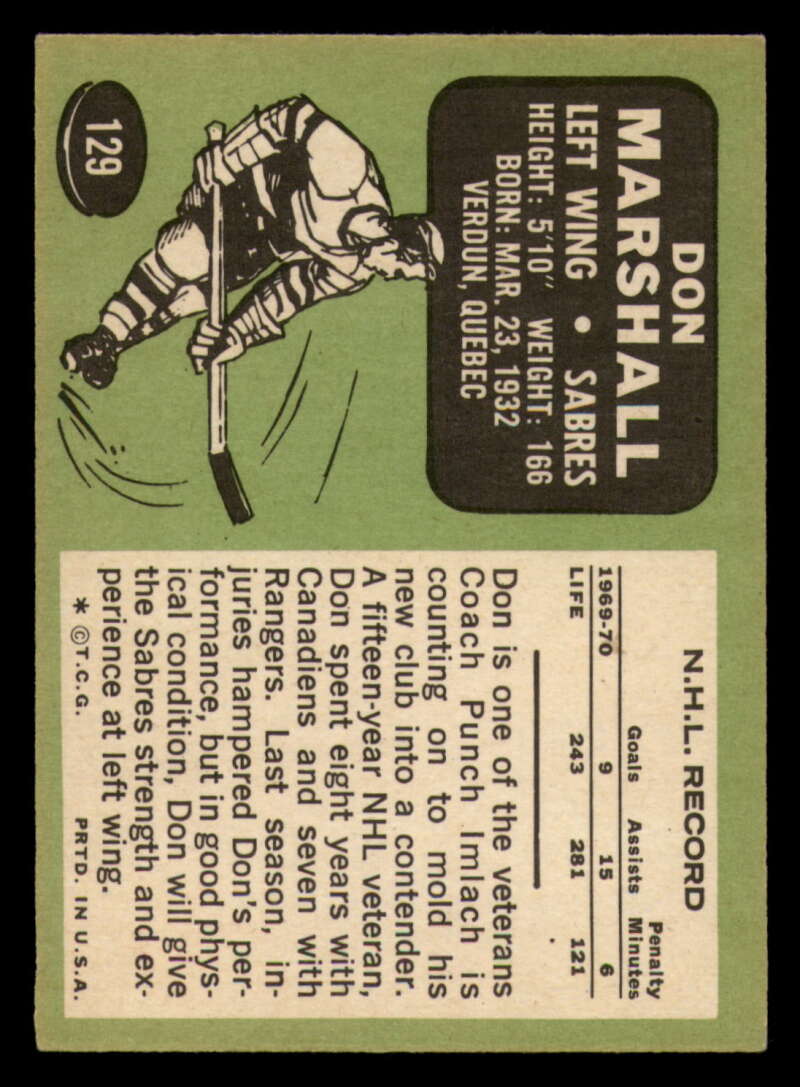 129
DON
MARSHALL
LEFT WING • SABRES
HEIGHT: 5'10" WEIGHT: 166
BORN: MAR. 23, 1932
VERDUN, QUEBEC
N.H.L. RECORD
Penalty
Goals Assists Minutes
1969-70 9 15 6
LIFE 243 281 121
Don is one of the veterans
Coach Punch Imlach is
counting on to mold his
new club into a contender.
A fifteen-year NHL veteran,
Don spent eight years with
Canadiens and seven with
Rangers. Last season, in-
juries hampered Don's per-
formance, but in good phys-
ical condition, Don will give
the Sabres strength and ex-
perience at left wing.
* ©T.C.G. PRTD. IN U.S.A.